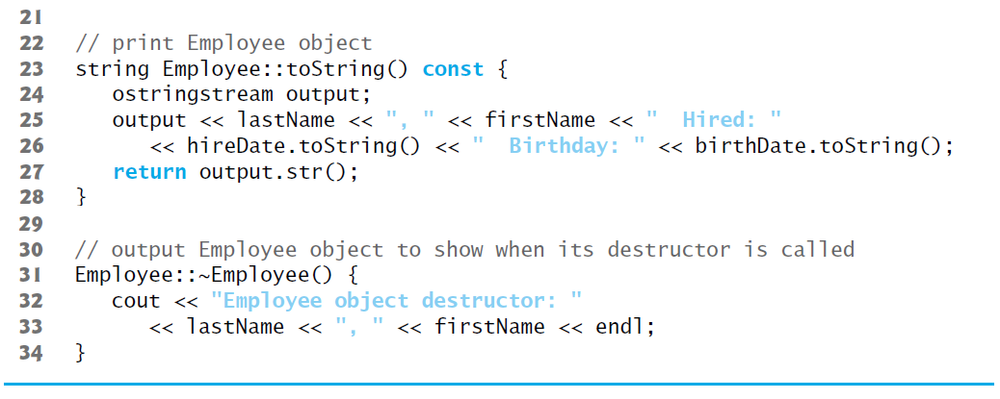 21
22 // print Employee object
23 string Employee::toString() const {
24    ostringstream output;
25    output << lastName << ", " << firstName << "  Hired: "
26       << hireDate.toString() << "  Birthday: " << birthDate.toString();
27    return output.str();
28 }
29
30 // output Employee object to show when its destructor is called
31 Employee::~Employee() {
32    cout << "Employee object destructor: "
33       << lastName << ", " << firstName << endl;
34 }